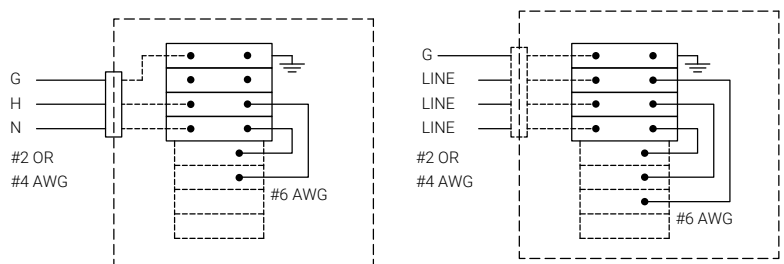 G
H
N
#2 OR
#4 AWG
#6 AWG
G
LINE
LINE
LINE
#2 OR
#4 AWG
#6 AWG